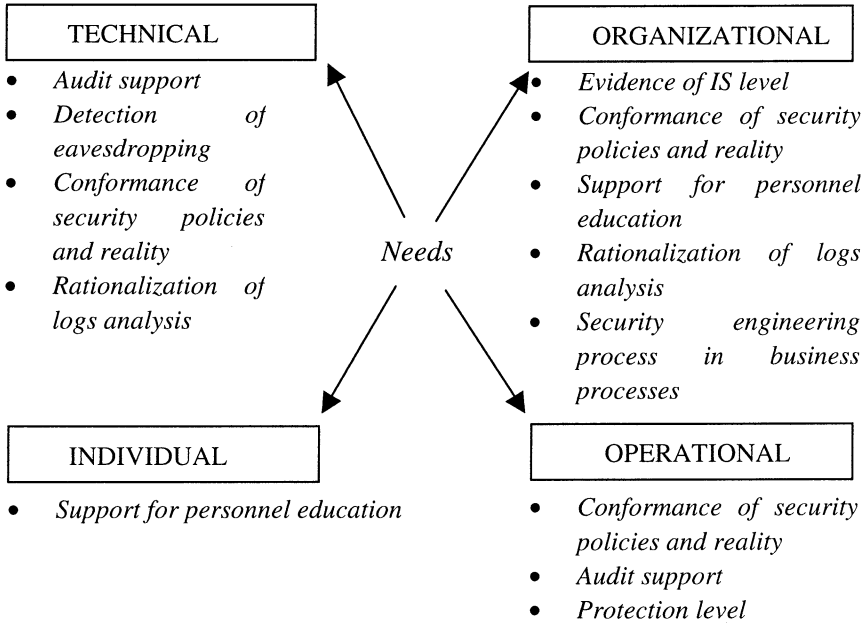 TECHNICAL
• Audit support
• Detection of
eavesdropping
• Conformance of
security policies
and reality
• Rationalization of
logs analysis
ORGANIZATIONAL
• Evidence of IS level
• Conformance of security
policies and reality
• Support for personnel
education
• Rationalization of logs
analysis
• Security engineering
process in business
processes
Needs
INDIVIDUAL
• Support for personnel education
OPERATIONAL
• Conformance of security
policies and reality
• Audit support
• Protection level